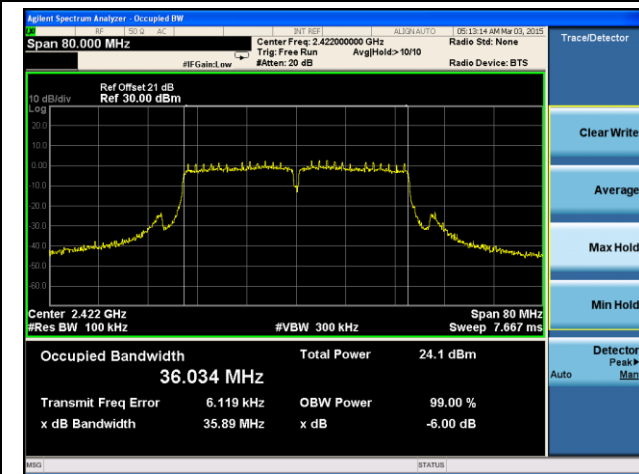 Agilent Spectrum Analyzer - Occupied BW
RF 50 Ω AC INT REF ALIGN AUTO 05:13:14 AM Mar 03, 2015
Span 80.000 MHz
Center Freq: 2.422000000 GHz Radio Std: None
Trig: Free Run Avg|Hold:> 10/10
#IFGain:Low #Atten: 20 dB Radio Device: BTS
Trace/Detector
Ref Offset 21 dB
10 dB/div Ref 30.00 dBm
Log
20.0
10.0
0.00
-10.0
-20.0
-30.0
-40.0
-50.0
-60.0
Center 2.422 GHz Span 80 MHz
#Res BW 100 kHz #VBW 300 kHz Sweep 7.667 ms
Occupied Bandwidth Total Power 24.1 dBm
36.034 MHz
Transmit Freq Error 6.119 kHz OBW Power 99.00 %
x dB Bandwidth 35.89 MHz x dB -6.00 dB
Clear Write
Average
Max Hold
Min Hold
Detector
Peak▶
Auto Man
MSG STATUS